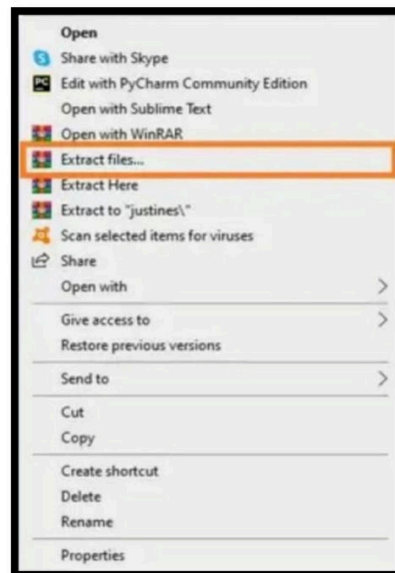 Open
Share with Skype
Edit with PyCharm Community Edition
Open with Sublime Text
Open with WinRAR
Extract files...
Extract Here
Extract to "justines\"
Scan selected items for viruses
Share
Open with
Give access to
Restore previous versions
Send to
Cut
Copy
Create shortcut
Delete
Rename
Properties